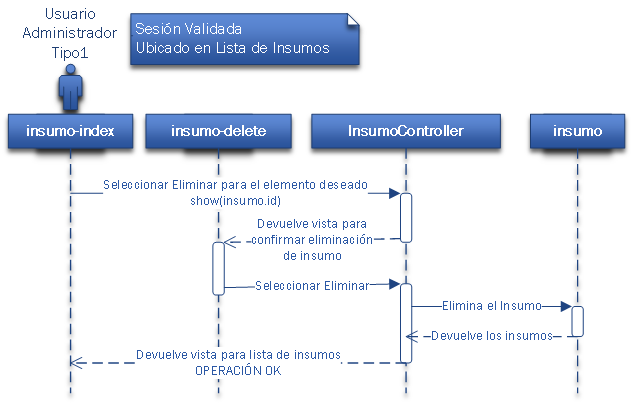 Usuario
Administrador
Tipo1
Sesión Validada
Ubicado en Lista de Insumos
insumo-index
insumo-delete
InsumoController
insumo
Seleccionar Eliminar para el elemento deseado
show(insumo.id)
Devuelve vista para
confirmar eliminación
de insumo
Seleccionar Eliminar
Elimina el Insumo
Devuelve los insumos
Devuelve vista para lista de insumos
OPERACIÓN OK